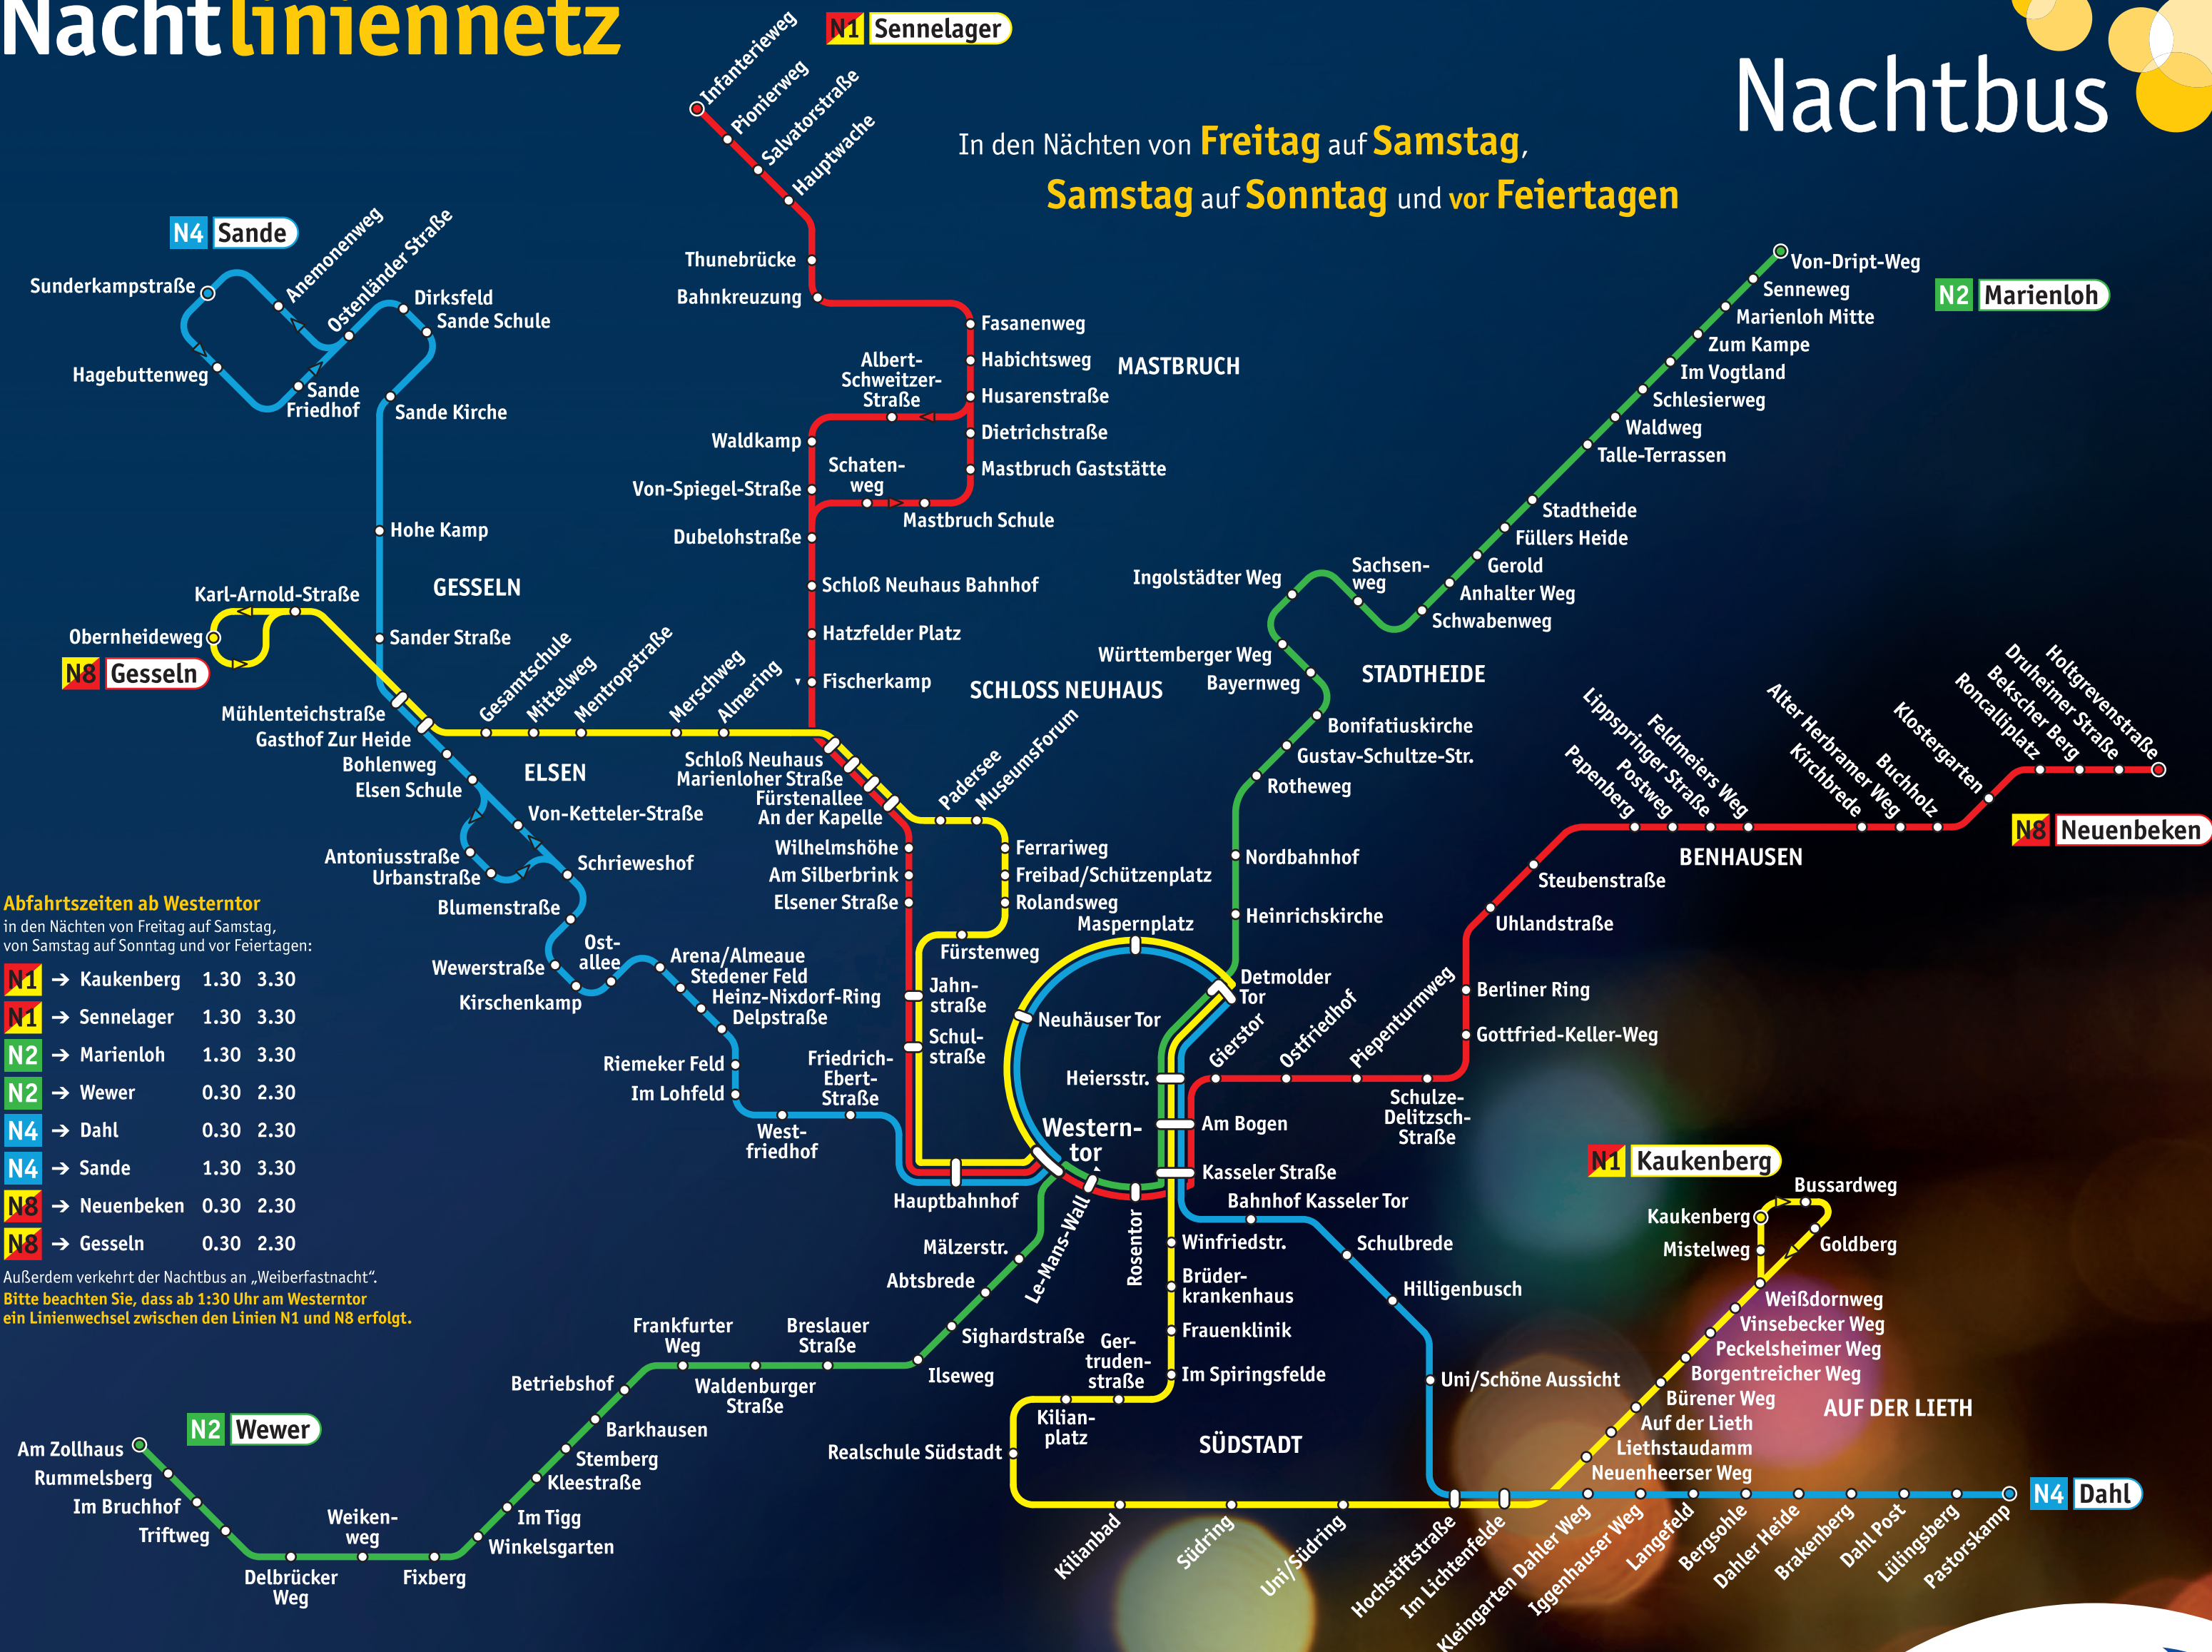 Nachtliniennetz
N1 Sennelager
Nachtbus
In den Nächten von Freitag auf Samstag,
Samstag auf Sonntag und vor Feiertagen
Infanterieweg
Pionierweg
Salvatorstraße
Hauptwache
Thunebrücke
Bahnkreuzung
Fasanenweg
Habichtsweg
MASTBRUCH
Husarenstraße
Dietrichstraße
Mastbruch Gaststätte
Albert-
Schweitzer-
Straße
Waldkamp
Schaten-
weg
Von-Spiegel-Straße
Mastbruch Schule
Dubelohstraße
Schloß Neuhaus Bahnhof
Hatzfelder Platz
Fischerkamp
SCHLOSS NEUHAUS
N4 Sande
Sunderkampstraße
Anemonenweg
Ostenländer Straße
Dirksfeld
Sande Schule
Hagebuttenweg
Sande
Friedhof
Sande Kirche
Hohe Kamp
GESSELN
Karl-Arnold-Straße
Obernheideweg
N8 Gesseln
Sander Straße
Mühlenteichstraße
Gasthof Zur Heide
Bohlenweg
Elsen Schule
ELSEN
Gesamtschule
Mittelweg
Mentropstraße
Merschweg
Almering
Schloß Neuhaus
Marienloher Straße
Fürstenallee
An der Kapelle
Padersee
MuseumsForum
Wilhelmshöhe
Am Silberbrink
Elsener Straße
Ferrariweg
Freibad/Schützenplatz
Rolandsweg
Fürstenweg
Jahn-
straße
Schul-
straße
Von-Ketteler-Straße
Antoniusstraße
Urbanstraße
Schrieweshof
Blumenstraße
Wewerstraße
Ost-
allee
Kirschenkamp
Arena/Almeaue
Stedener Feld
Heinz-Nixdorf-Ring
Delpstraße
Riemeker Feld
Im Lohfeld
Friedrich-
Ebert-
Straße
West-
friedhof
Hauptbahnhof
N2 Marienloh
Von-Dript-Weg
Senneweg
Marienloh Mitte
Zum Kampe
Im Vogtland
Schlesierweg
Waldweg
Talle-Terrassen
Stadtheide
Füllers Heide
Gerold
Anhalter Weg
Schwabenweg
Sachsen-
weg
Ingolstädter Weg
Württemberger Weg
Bayernweg
STADTHEIDE
Bonifatiuskirche
Gustav-Schultze-Str.
Rotheweg
Nordbahnhof
Heinrichskirche
Maspernplatz
Detmolder
Tor
Neuhäuser Tor
Heiersstr.
Western-
tor
Am Bogen
Kasseler Straße
Le-Mans-Wall
Rosentor
Gierstor
Ostfriedhof
Piepenturmweg
Schulze-
Delitzsch-
Straße
Gottfried-Keller-Weg
Berliner Ring
Uhlandstraße
Steubenstraße
BENHAUSEN
Papenberg
Postweg
Lippspringer Straße
Feldmeiers Weg
Kirchbrede
Alter Herbramer Weg
Buchholz
Klostergarten
Roncalliplatz
Bekscher Berg
Druheimer Straße
Holtgrevenstraße
N8 Neuenbeken
Abfahrtszeiten ab Westerntor
in den Nächten von Freitag auf Samstag,
von Samstag auf Sonntag und vor Feiertagen:
N1 → Kaukenberg 1.30 3.30
N1 → Sennelager 1.30 3.30
N2 → Marienloh 1.30 3.30
N2 → Wewer 0.30 2.30
N4 → Dahl 0.30 2.30
N4 → Sande 1.30 3.30
N8 → Neuenbeken 0.30 2.30
N8 → Gesseln 0.30 2.30
Außerdem verkehrt der Nachtbus an „Weiberfastnacht“.
Bitte beachten Sie, dass ab 1:30 Uhr am Westerntor
ein Linienwechsel zwischen den Linien N1 und N8 erfolgt.
Mälzerstr.
Abtsbrede
Sighardstraße
Ilseweg
Breslauer
Straße
Waldenburger
Straße
Frankfurter
Weg
Betriebshof
Barkhausen
Stemberg
Kleestraße
Im Tigg
Winkelsgarten
Fixberg
Weiken-
weg
Delbrücker
Weg
Triftweg
Im Bruchhof
Rummelsberg
Am Zollhaus
N2 Wewer
Bahnhof Kasseler Tor
Schulbrede
Hilligenbusch
Uni/Schöne Aussicht
Winfriedstr.
Brüder-
krankenhaus
Frauenklinik
Im Spiringsfelde
Ger-
truden-
straße
Kilian-
platz
Realschule Südstadt
SÜDSTADT
Kilianbad
Südring
Uni/Südring
Hochstiftstraße
Im Lichtenfelde
Kleingarten Dahler Weg
Iggenhauser Weg
Langefeld
Bergsohle
Dahler Heide
Brakenberg
Dahl Post
Lülingsberg
Pastorskamp
N4 Dahl
N1 Kaukenberg
Bussardweg
Kaukenberg
Mistelweg
Goldberg
Weißdornweg
Vinsebecker Weg
Peckelsheimer Weg
Borgentreicher Weg
Bürener Weg
Auf der Lieth
Liethstaudamm
Neuenheerser Weg
AUF DER LIETH